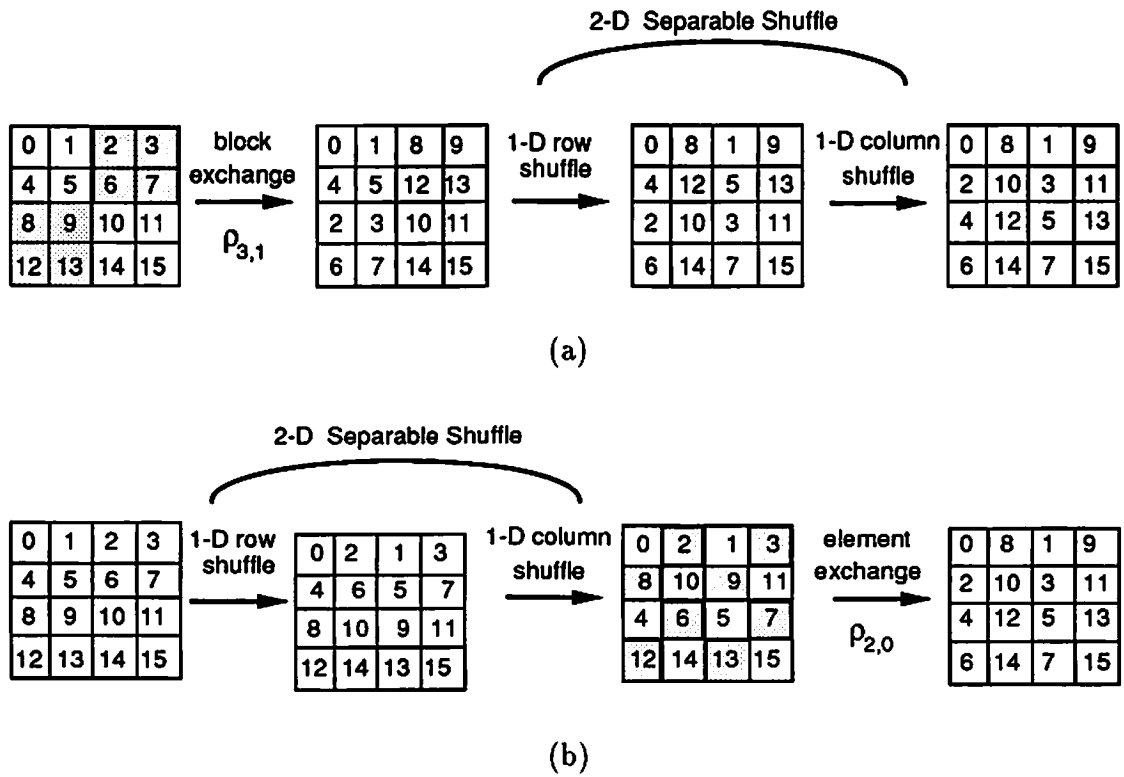 2-D Separable Shuffle
block exchange ρ3,1
1-D row shuffle
1-D column shuffle
0 1 2 3
4 5 6 7
8 9 10 11
12 13 14 15
0 1 8 9
4 5 12 13
2 3 10 11
6 7 14 15
0 8 1 9
4 12 5 13
2 10 3 11
6 14 7 15
0 8 1 9
2 10 3 11
4 12 5 13
6 14 7 15
(a)
2-D Separable Shuffle
1-D row shuffle
1-D column shuffle
element exchange ρ2,0
0 1 2 3
4 5 6 7
8 9 10 11
12 13 14 15
0 2 1 3
4 6 5 7
8 10 9 11
12 14 13 15
0 2 1 3
8 10 9 11
4 6 5 7
12 14 13 15
0 8 1 9
2 10 3 11
4 12 5 13
6 14 7 15
(b)